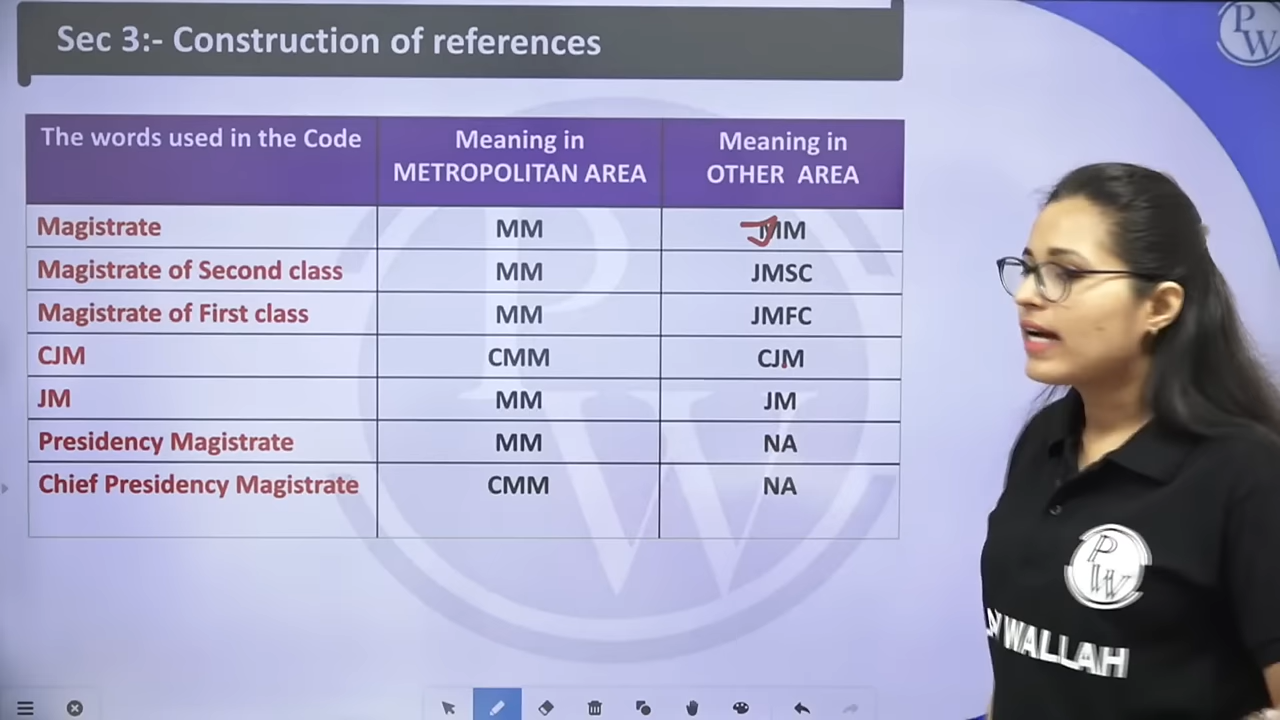 Sec 3:- Construction of references
P
W
The words used in the Code
Meaning in
METROPOLITAN AREA
Meaning in
OTHER AREA
Magistrate MM MM
Magistrate of Second class MM JMSC
Magistrate of First class MM JMFC
CJM CMM CJM
JM MM JM
Presidency Magistrate MM NA
Chief Presidency Magistrate CMM NA
P
W
P
W
WALLAH